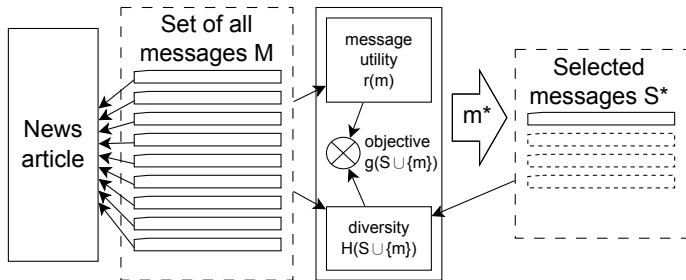 News
article
Set of all
messages M
message
utility
r(m)
objective
g(S∪{m})
diversity
H(S∪{m})
m*
Selected
messages S*